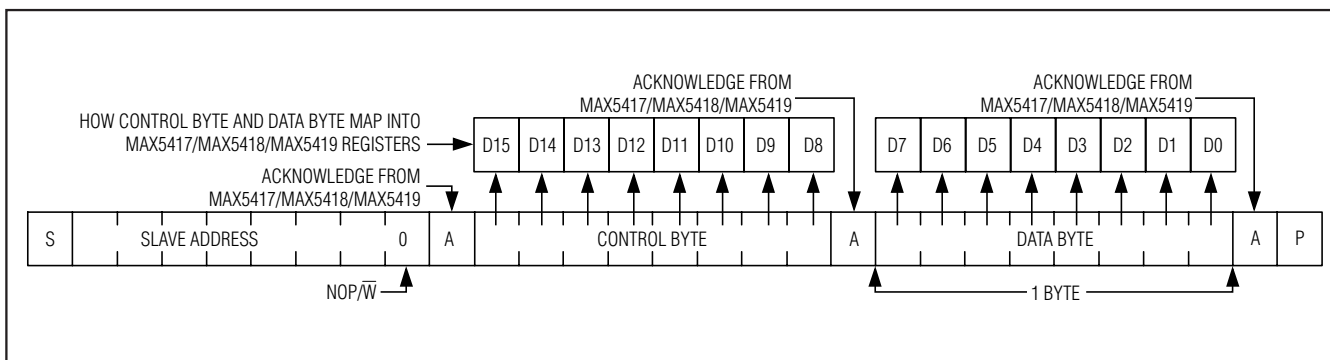 ACKNOWLEDGE FROM
MAX5417/MAX5418/MAX5419
ACKNOWLEDGE FROM
MAX5417/MAX5418/MAX5419
HOW CONTROL BYTE AND DATA BYTE MAP INTO
MAX5417/MAX5418/MAX5419 REGISTERS
D15 D14 D13 D12 D11 D10 D9 D8
D7 D6 D5 D4 D3 D2 D1 D0
ACKNOWLEDGE FROM
MAX5417/MAX5418/MAX5419
S SLAVE ADDRESS 0 A CONTROL BYTE A DATA BYTE A P
NOP/W̅
1 BYTE